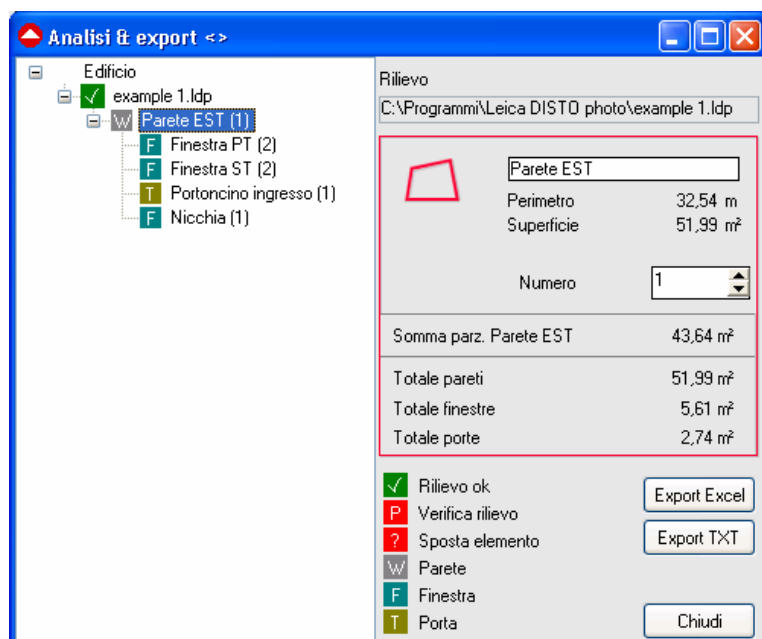 Analisi & export <>
Edificio
example 1.ldp
W Parete EST (1)
F Finestra PT (2)
F Finestra ST (2)
T Portoncino ingresso (1)
F Nicchia (1)
Rilievo
C:\Programmi\Leica DISTO photo\example 1.ldp
Parete EST
Perimetro 32,54 m
Superficie 51,99 m²
Numero 1
Somma parz. Parete EST 43,64 m²
Totale pareti 51,99 m²
Totale finestre 5,61 m²
Totale porte 2,74 m²
Rilievo ok
P Verifica rilievo
? Sposta elemento
W Parete
F Finestra
T Porta
Export Excel
Export TXT
Chiudi